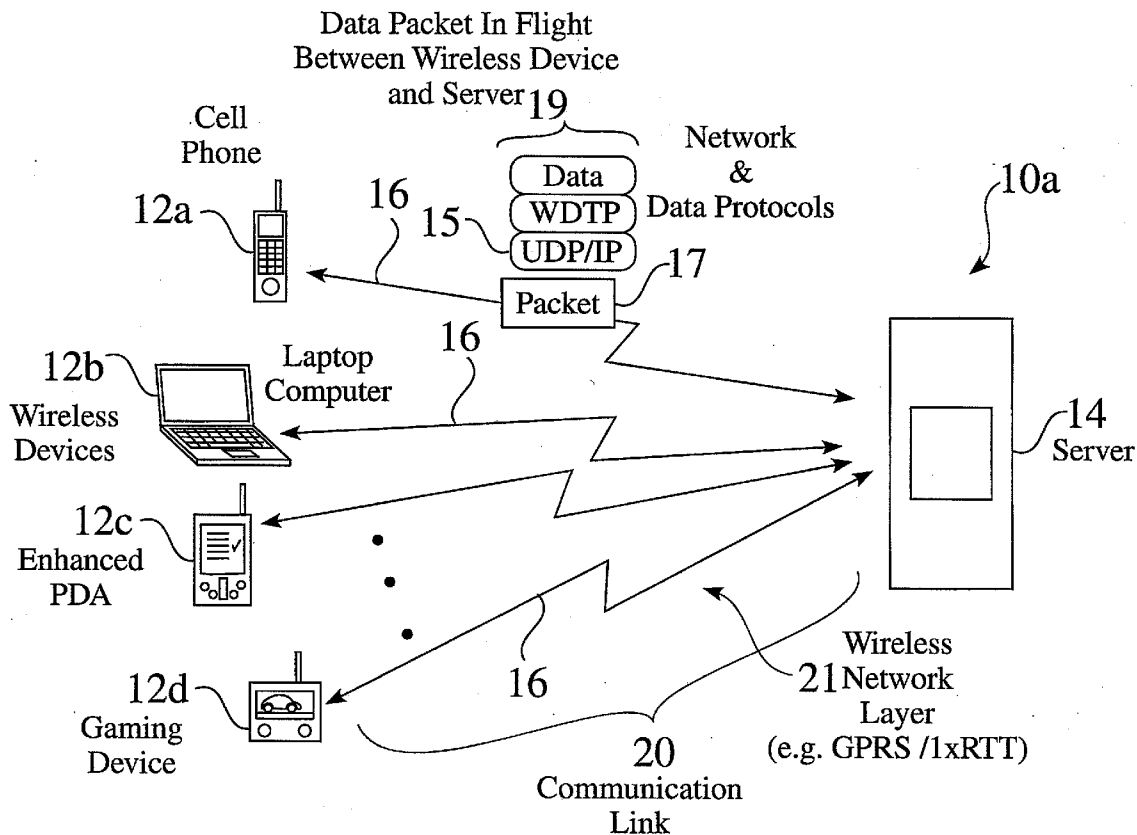 Data Packet In Flight
Between Wireless Device
and Server
19
Cell
Phone
Network
&
Data Protocols
Data
WDTP
UDP/IP
10a
12a
16
15
Packet
17
12b
Laptop
Computer
16
Wireless
Devices
14
Server
12c
Enhanced
PDA
16
12d
Gaming
Device
21
Wireless
Network
Layer
(e.g. GPRS /1xRTT)
20
Communication
Link